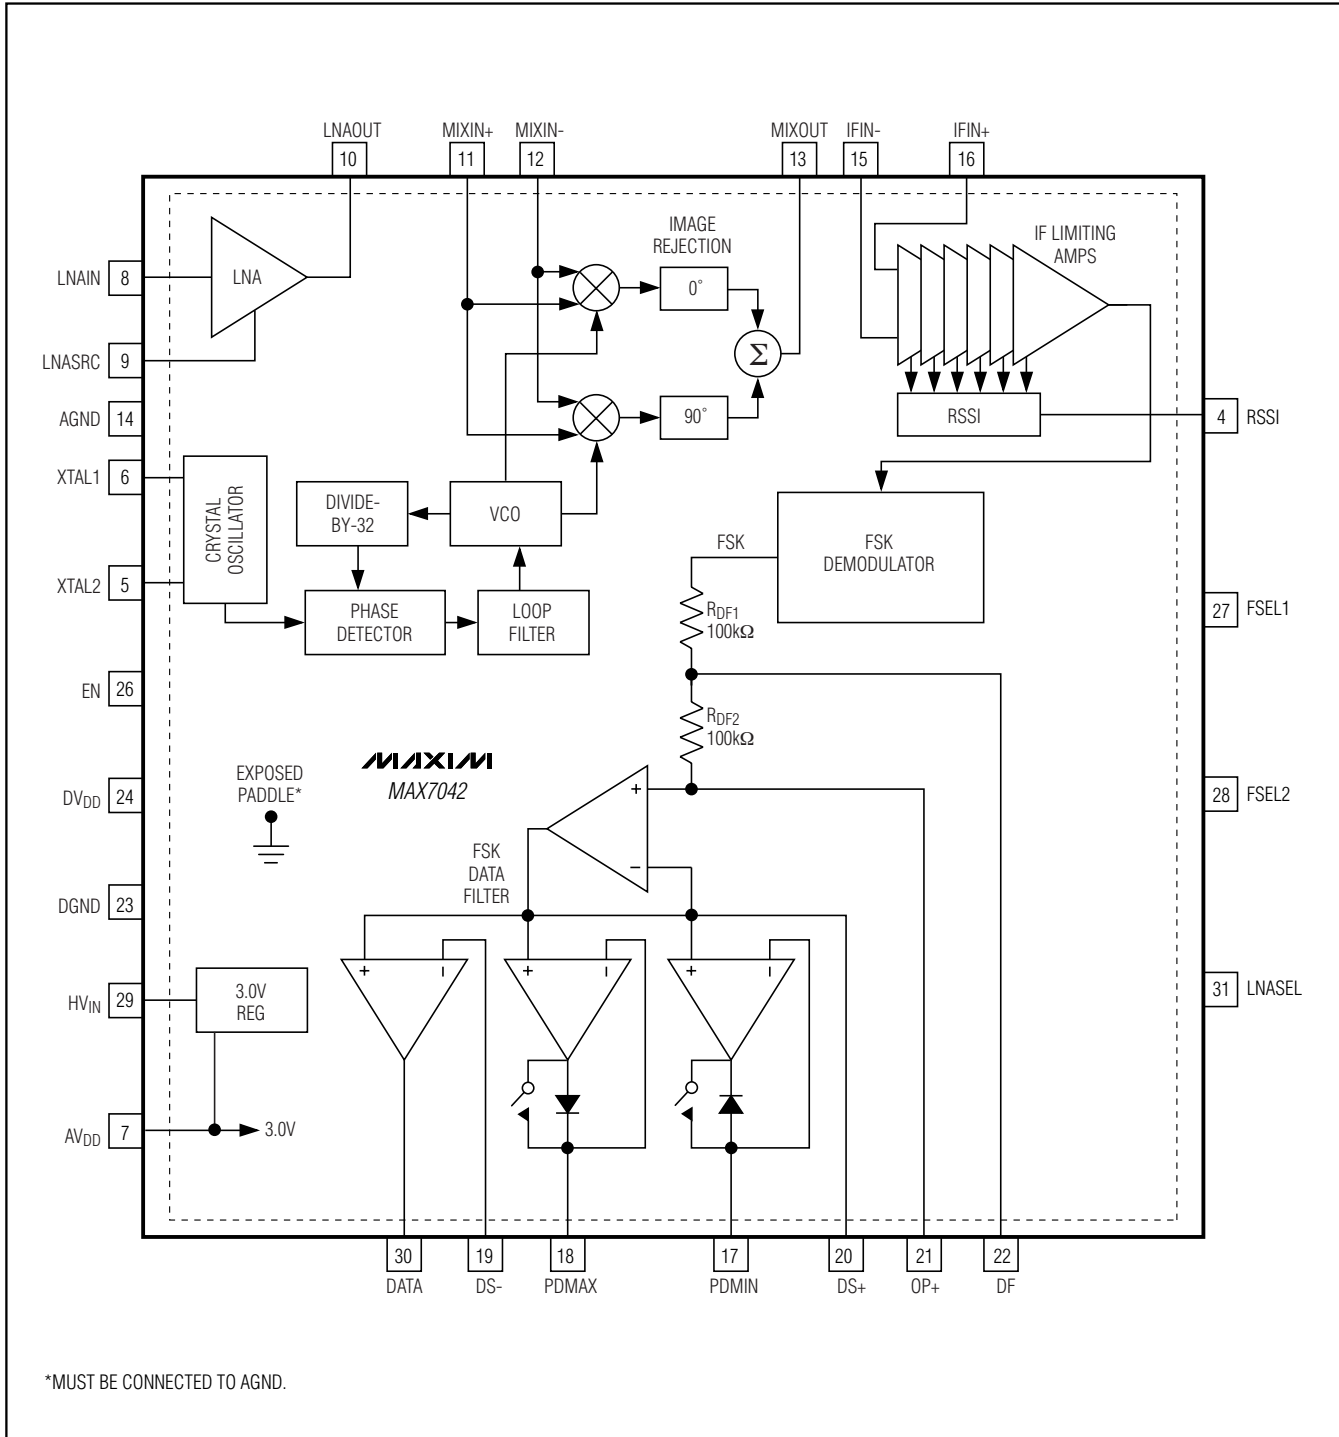 LNAOUT
MIXIN+
MIXIN-
MIXOUT
IFIN-
IFIN+
10
11
12
13
15
16
IMAGE
REJECTION
IF LIMITING
AMPS
LNAIN
8
LNA
0°
Σ
LNASRC
9
AGND
14
90°
RSSI
4
RSSI
XTAL1
6
CRYSTAL
OSCILLATOR
DIVIDE-
BY-32
VCO
FSK
FSK
DEMODULATOR
XTAL2
5
PHASE
DETECTOR
LOOP
FILTER
RDF1
100kΩ
27
FSEL1
EN
26
RDF2
100kΩ
MAXIM
MAX7042
EXPOSED
PADDLE*
DVDD
24
+
−
28
FSEL2
FSK
DATA
FILTER
DGND
23
+
−
+
−
+
−
HVIN
29
3.0V
REG
31
LNASEL
AVDD
7
3.0V
30
19
18
17
20
21
22
DATA
DS-
PDMAX
PDMIN
DS+
OP+
DF
*MUST BE CONNECTED TO AGND.